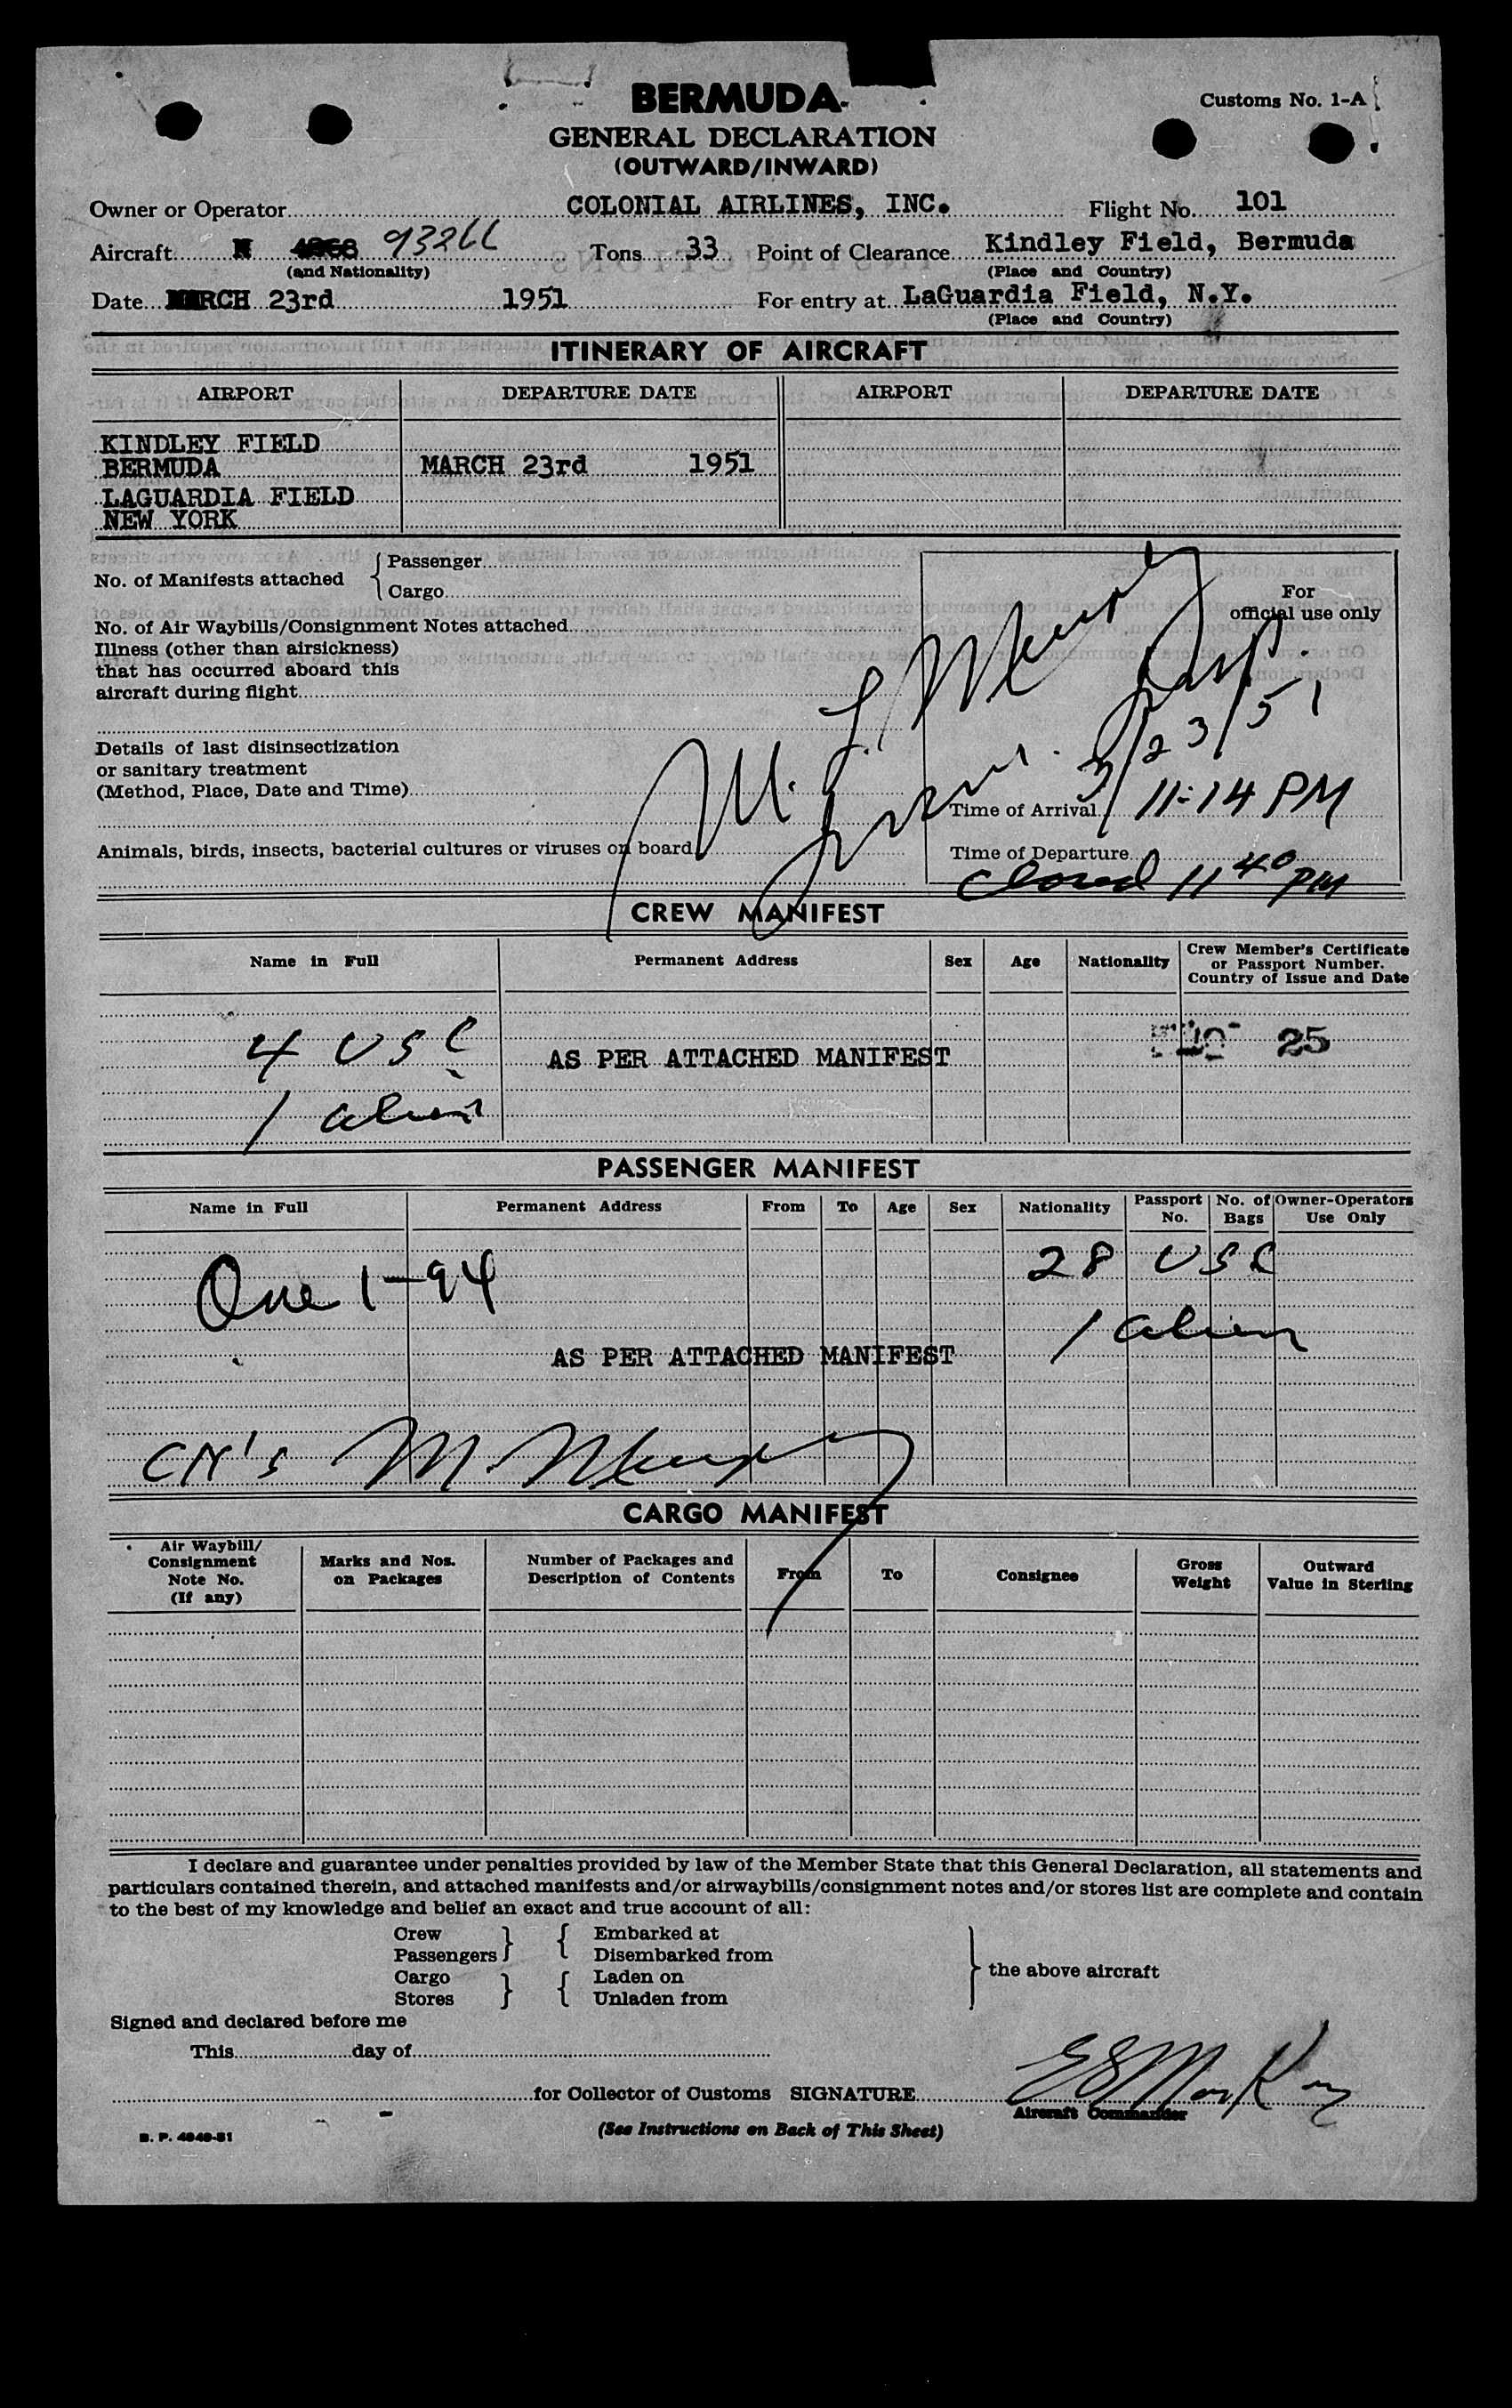 BERMUDA
Customs No. 1-A
GENERAL DECLARATION
(OUTWARD/INWARD)
Owner or Operator COLONIAL AIRLINES, INC. Flight No. 101
Aircraft N 93266 Tons 33 Point of Clearance Kindley Field, Bermuda
(and Nationality) (Place and Country)
Date MARCH 23rd 1951 For entry at LaGuardia Field, N.Y.
(Place and Country)
ITINERARY OF AIRCRAFT
AIRPORT DEPARTURE DATE AIRPORT DEPARTURE DATE
KINDLEY FIELD
BERMUDA MARCH 23rd 1951
LAGUARDIA FIELD
NEW YORK
No. of Manifests attached { Passenger
Cargo
For
official use only
No. of Air Waybills/Consignment Notes attached
Illness (other than airsickness)
that has occurred aboard this
aircraft during flight
M. L. Murphy
Insp.
3/23/51
Details of last disinsectization
or sanitary treatment
(Method, Place, Date and Time)
Time of Arrival 11:14 PM
Animals, birds, insects, bacterial cultures or viruses on board
Time of Departure
Closed 11 40 PM
CREW MANIFEST
Name in Full Permanent Address Sex Age Nationality Crew Member's Certificate
or Passport Number.
Country of Issue and Date
4 USC AS PER ATTACHED MANIFEST 25
1 alien
PASSENGER MANIFEST
Name in Full Permanent Address From To Age Sex Nationality Passport No. No. of Bags Owner-Operators Use Only
One 1-94 28 USC
1 alien
AS PER ATTACHED MANIFEST
CN's M. Murphy
CARGO MANIFEST
Air Waybill/
Consignment
Note No.
(If any)
Marks and Nos.
on Packages
Number of Packages and
Description of Contents
From To Consignee
Gross
Weight
Outward
Value in Sterling
I declare and guarantee under penalties provided by law of the Member State that this General Declaration, all statements and
particulars contained therein, and attached manifests and/or airwaybills/consignment notes and/or stores list are complete and contain
to the best of my knowledge and belief an exact and true account of all:
Crew } { Embarked at
Passengers Disembarked from
Cargo } { Laden on } the above aircraft
Stores Unladen from
Signed and declared before me
This day of
for Collector of Customs SIGNATURE E S MacKay
Aircraft Commander
(See Instructions on Back of This Sheet)
B. P. 4040-51